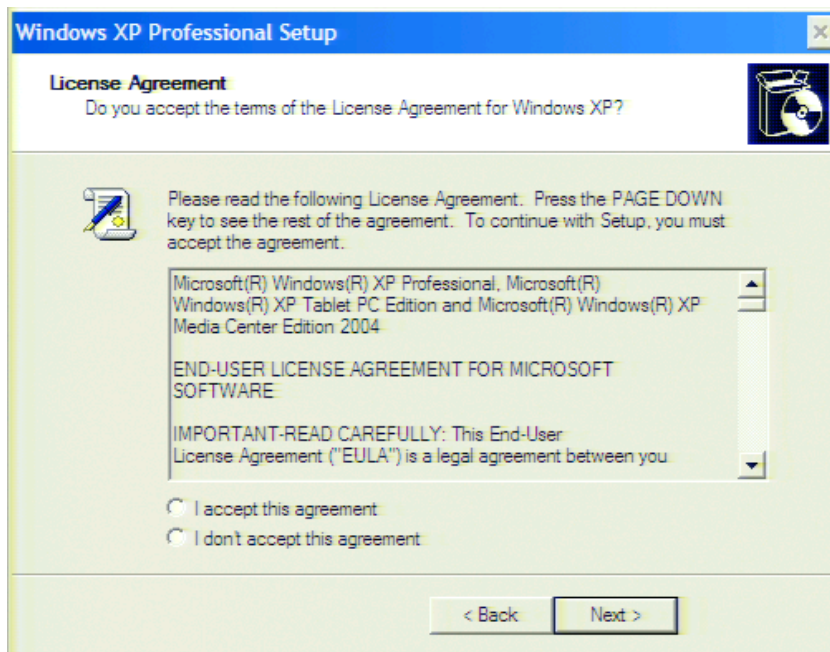 Windows XP Professional Setup
License Agreement
Do you accept the terms of the License Agreement for Windows XP?
Please read the following License Agreement. Press the PAGE DOWN
key to see the rest of the agreement. To continue with Setup, you must
accept the agreement.
Microsoft(R) Windows(R) XP Professional, Microsoft(R)
Windows(R) XP Tablet PC Edition and Microsoft(R) Windows(R) XP
Media Center Edition 2004
END-USER LICENSE AGREEMENT FOR MICROSOFT
SOFTWARE
IMPORTANT-READ CAREFULLY: This End-User
License Agreement ("EULA") is a legal agreement between you
I accept this agreement
I don't accept this agreement
< Back Next >